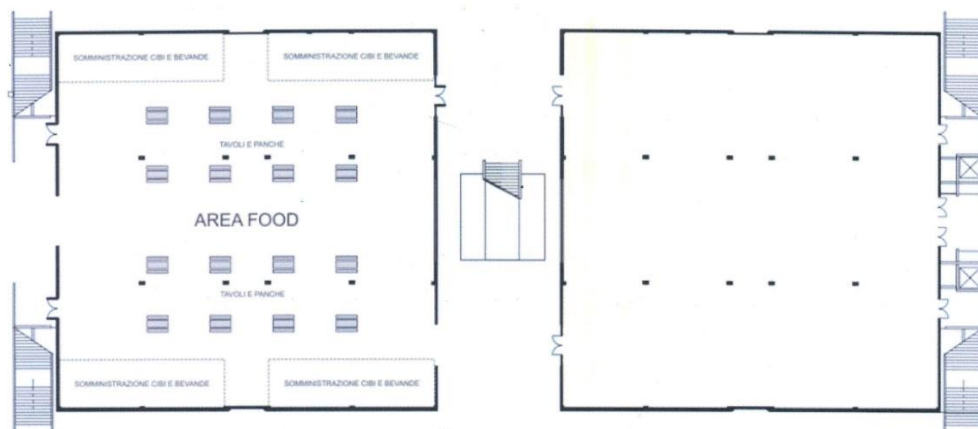 SOMMINISTRAZIONE CIBI E BEVANDE
SOMMINISTRAZIONE CIBI E BEVANDE
TAVOLI E PANCHE
AREA FOOD
TAVOLI E PANCHE
SOMMINISTRAZIONE CIBI E BEVANDE
SOMMINISTRAZIONE CIBI E BEVANDE